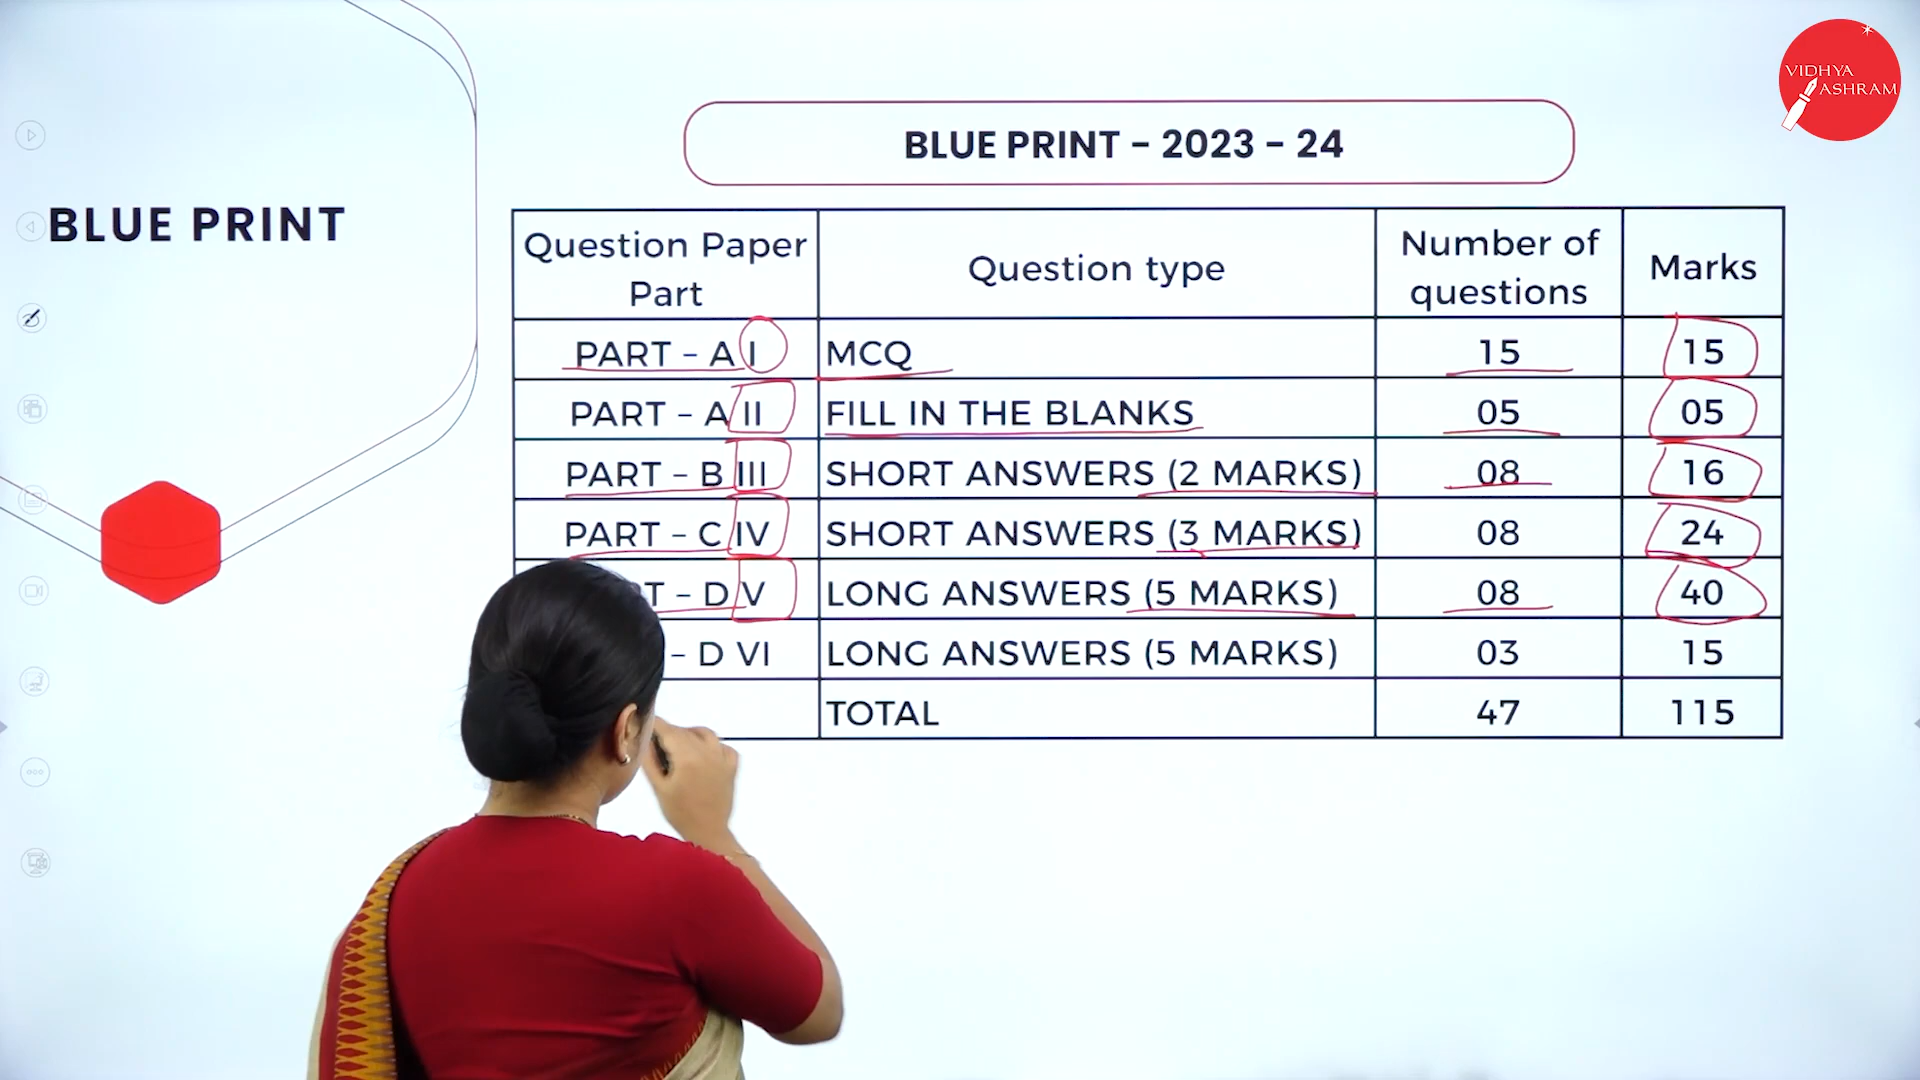 VIDHYA
ASHRAM
BLUE PRINT - 2023 - 24
BLUE PRINT
Question Paper Part
Question type
Number of questions
Marks
PART - A I MCQ 15 15
PART - A II FILL IN THE BLANKS 05 05
PART - B III SHORT ANSWERS (2 MARKS) 08 16
PART - C IV SHORT ANSWERS (3 MARKS) 08 24
T - D V LONG ANSWERS (5 MARKS) 08 40
- D VI LONG ANSWERS (5 MARKS) 03 15
TOTAL 47 115